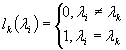 l_k(λ_i) = {0, λ_i ≠ λ_k
1, λ_i = λ_k